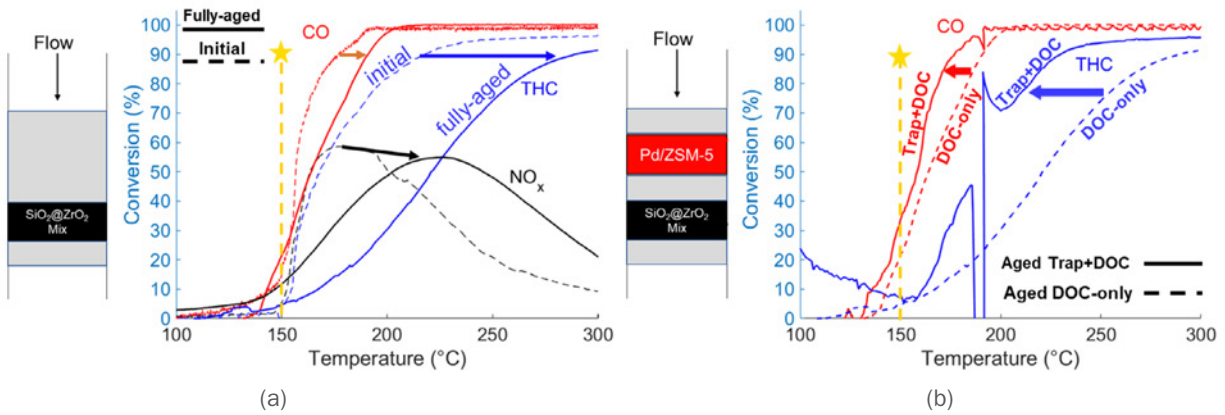 Flow
SiO2@ZrO2
Mix
Fully-aged
Initial
CO
initial
THC
fully-aged
NOx
Conversion (%)
100
90
80
70
60
50
40
30
20
10
0
100
150
200
250
300
Temperature (°C)
(a)
Flow
Pd/ZSM-5
SiO2@ZrO2
Mix
Conversion (%)
100
90
80
70
60
50
40
30
20
10
0
Trap+DOC
DOC-only
Trap+DOC
THC
DOC-only
Aged Trap+DOC
Aged DOC-only
100
150
200
250
300
Temperature (°C)
(b)